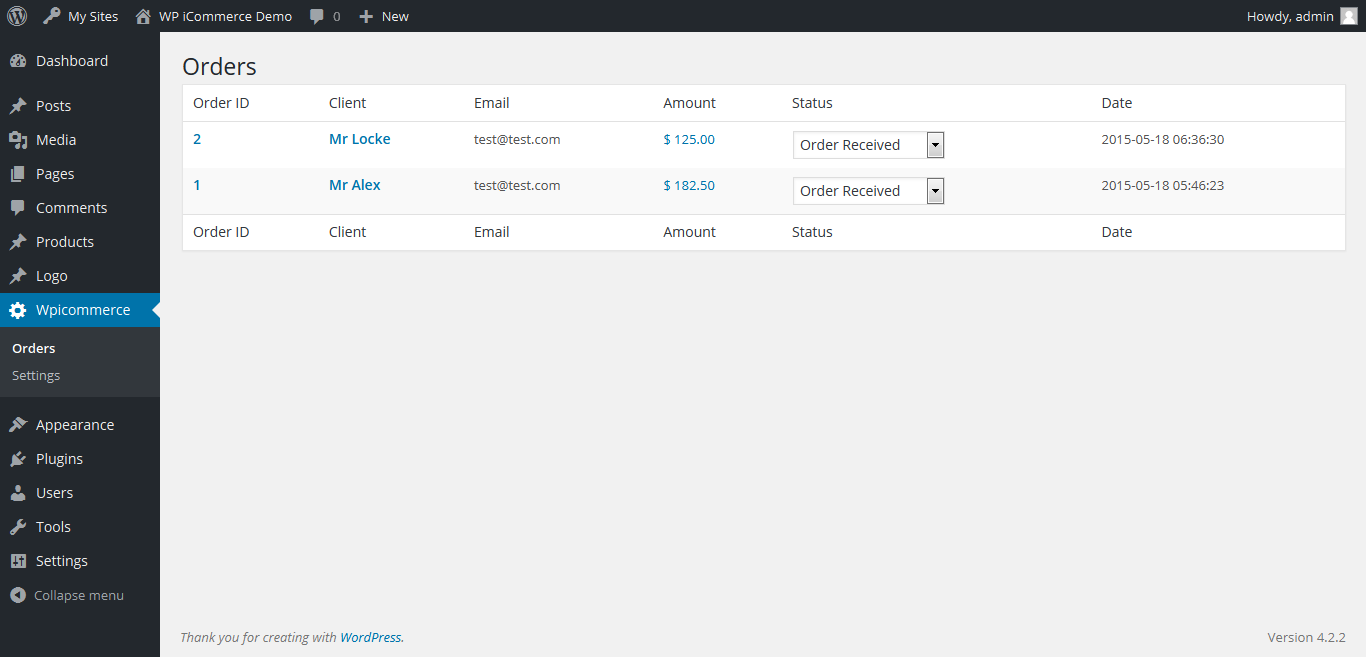 My Sites WP iCommerce Demo 0 New Howdy, admin
Dashboard
Posts
Media
Pages
Comments
Products
Logo
Wpicommerce
Orders
Settings
Appearance
Plugins
Users
Tools
Settings
Collapse menu
Orders
Order ID Client Email Amount Status Date
2 Mr Locke test@test.com $ 125.00 Order Received 2015-05-18 06:36:30
1 Mr Alex test@test.com $ 182.50 Order Received 2015-05-18 05:46:23
Order ID Client Email Amount Status Date
Thank you for creating with WordPress. Version 4.2.2